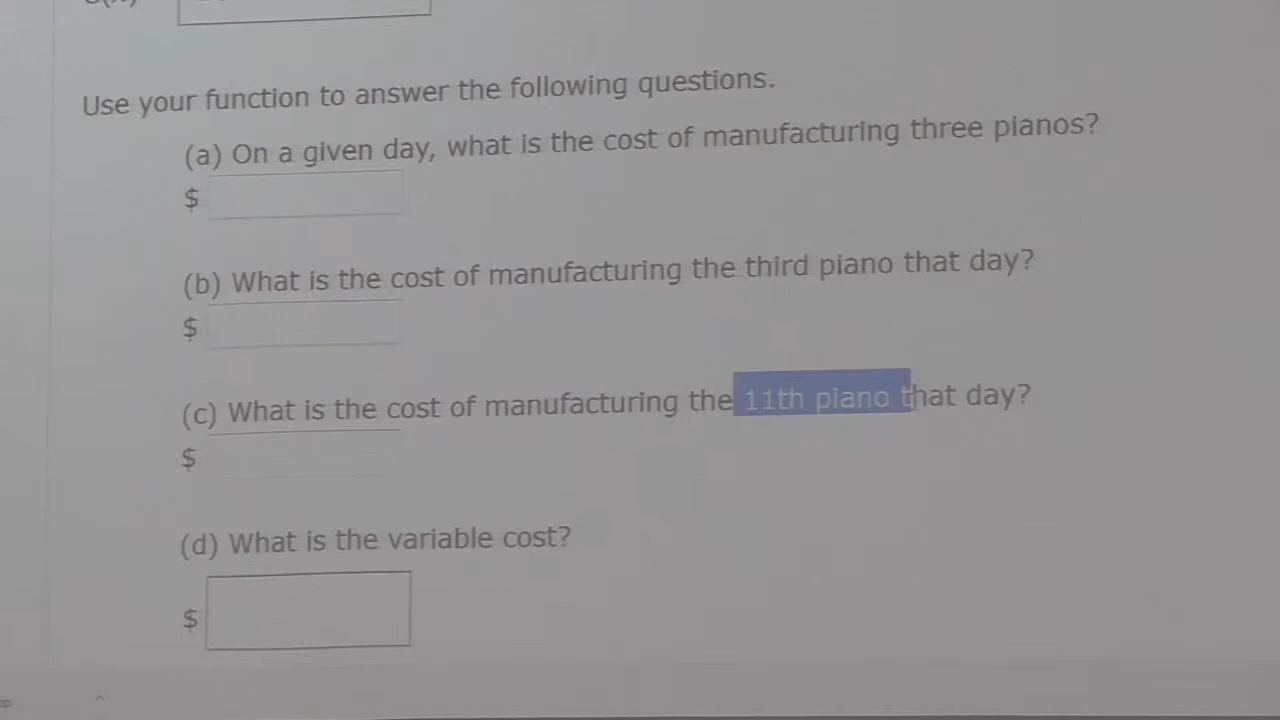 Use your function to answer the following questions.
(a) On a given day, what is the cost of manufacturing three pianos?
$
(b) What is the cost of manufacturing the third piano that day?
$
(c) What is the cost of manufacturing the 11th piano that day?
$
(d) What is the variable cost?
$